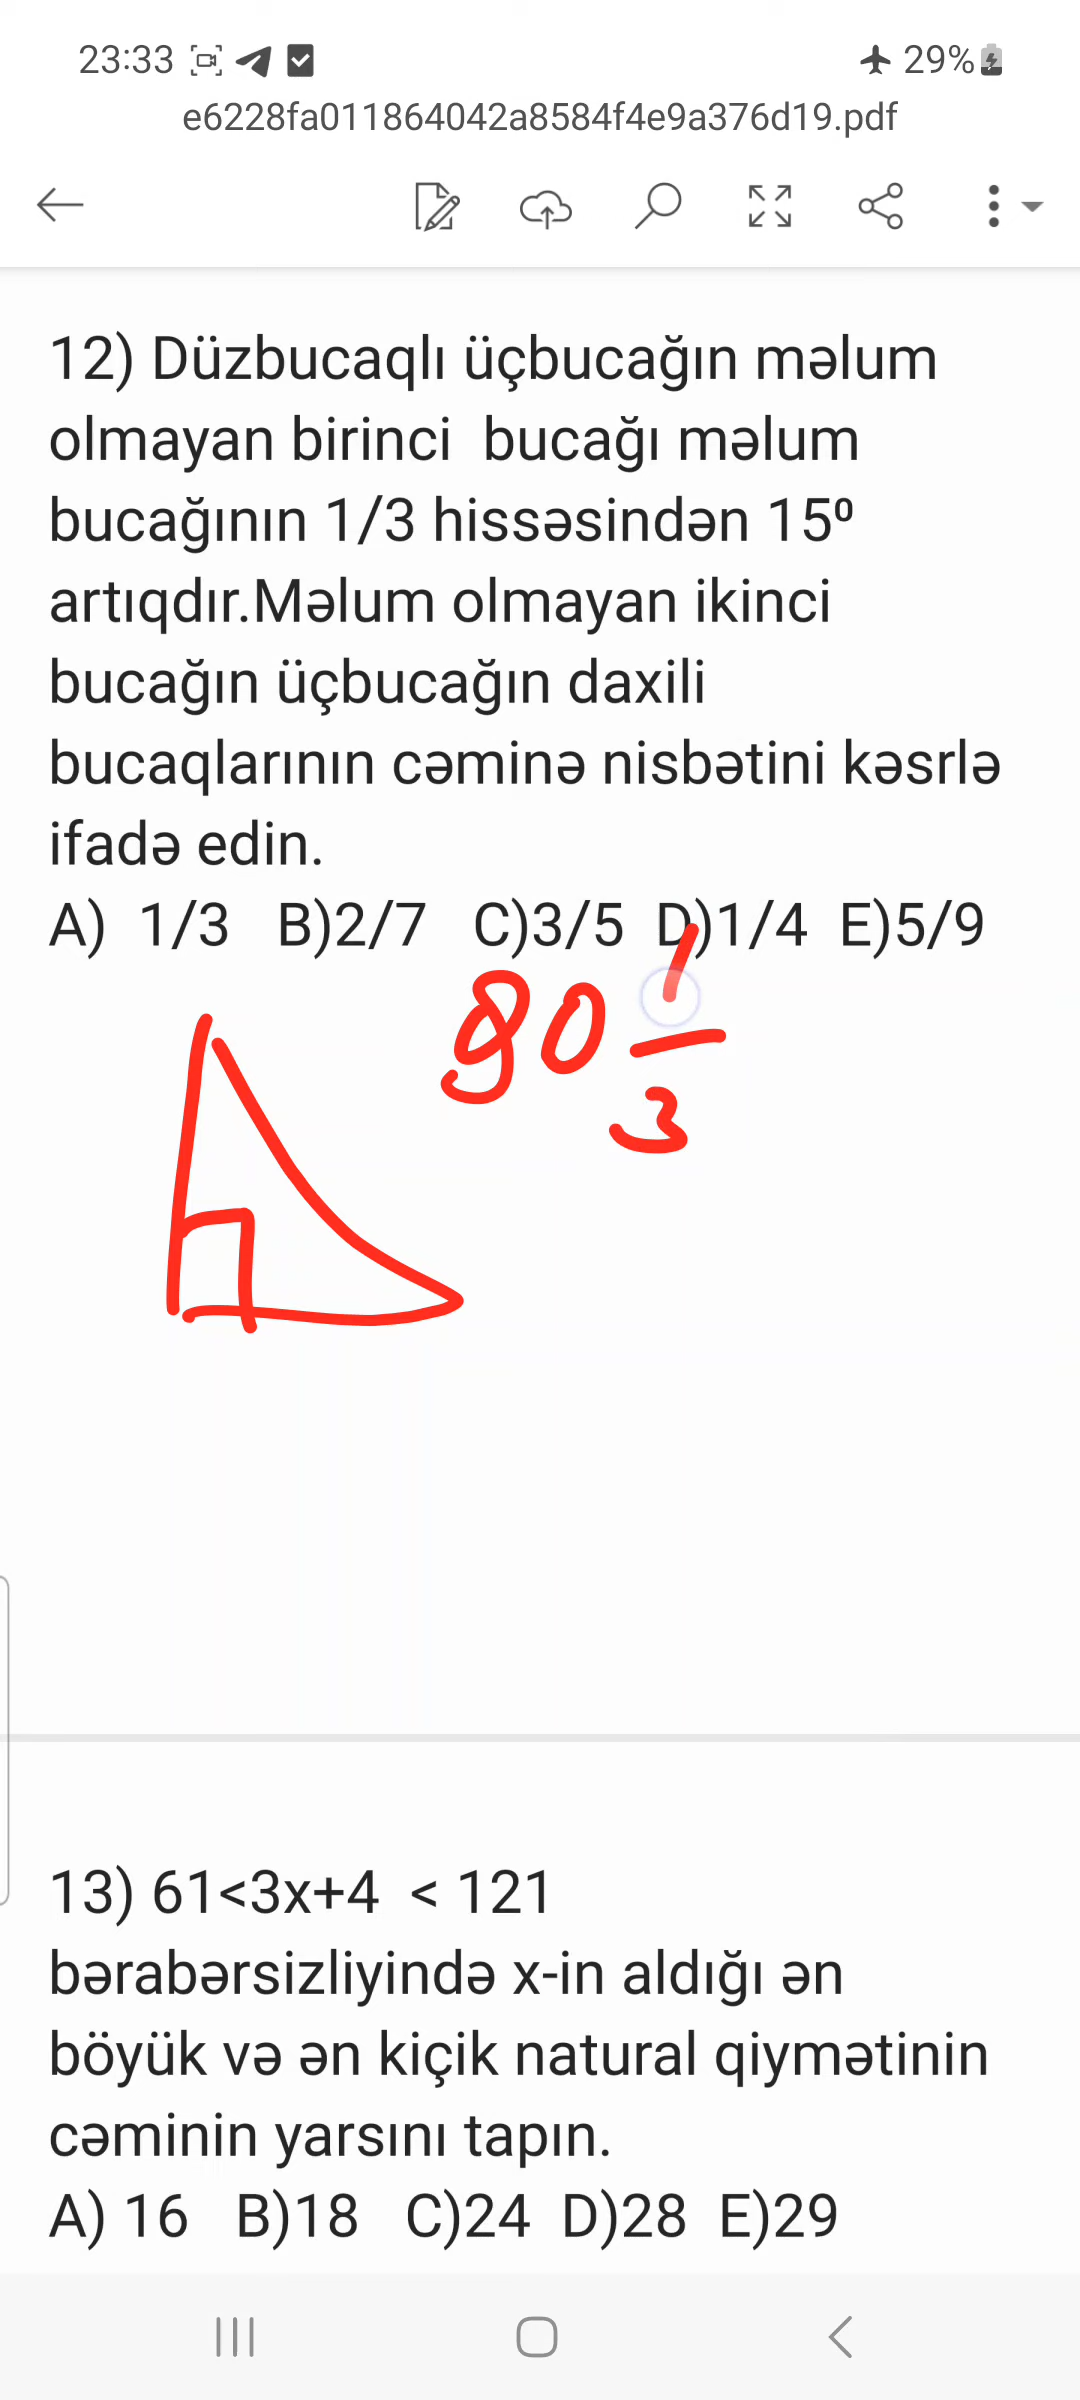 23:33 29%
e6228fa011864042a8584f4e9a376d19.pdf
12) Düzbucaqlı üçbucağın məlum
olmayan birinci bucağı məlum
bucağının 1/3 hissəsindən 15⁰
artıqdır.Məlum olmayan ikinci
bucağın üçbucağın daxili
bucaqlarının cəminə nisbətini kəsrlə
ifadə edin.
A) 1/3 B)2/7 C)3/5 D)1/4 E)5/9
90 1/3
13) 61<3x+4 < 121
bərabərsizliyində x-in aldığı ən
böyük və ən kiçik natural qiymətinin
cəminin yarsını tapın.
A) 16 B)18 C)24 D)28 E)29